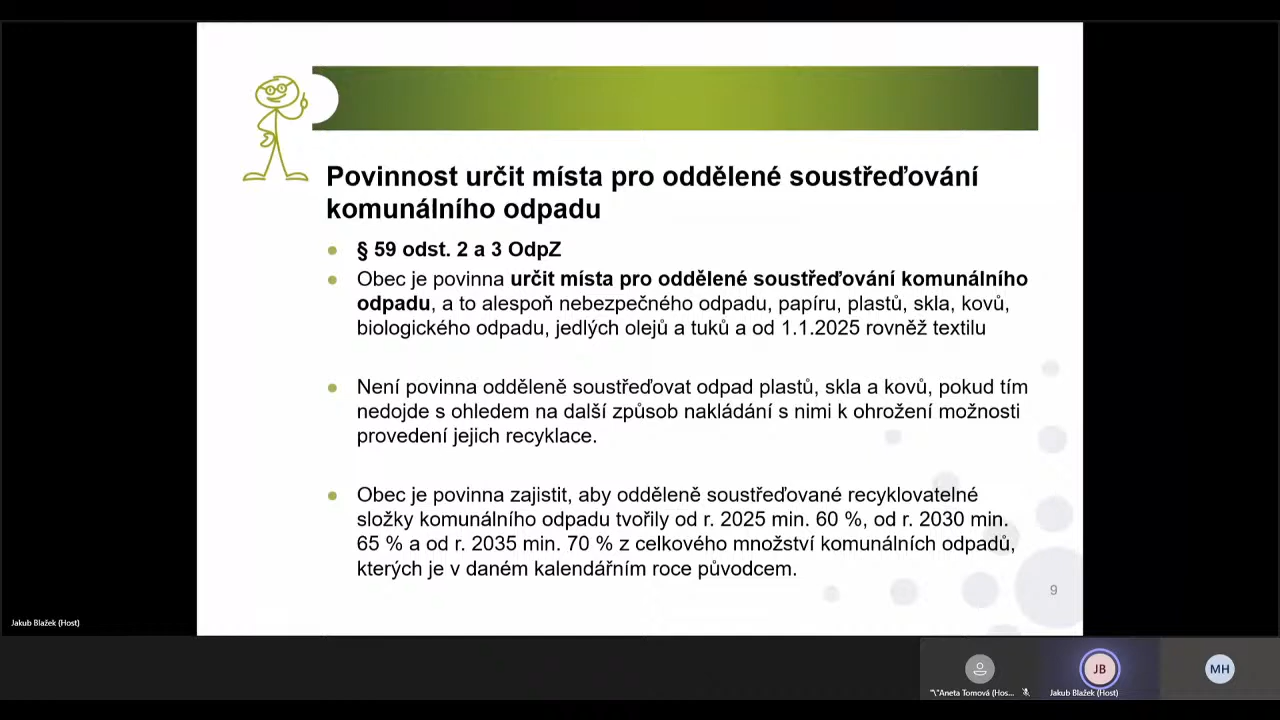 Povinnost určit místa pro oddělené soustřeďování
komunálního odpadu
§ 59 odst. 2 a 3 OdpZ
Obec je povinna určit místa pro oddělené soustřeďování komunálního
odpadu, a to alespoň nebezpečného odpadu, papíru, plastů, skla, kovů,
biologického odpadu, jedlých olejů a tuků a od 1.1.2025 rovněž textilu
Není povinna odděleně soustřeďovat odpad plastů, skla a kovů, pokud tím
nedojde s ohledem na další způsob nakládání s nimi k ohrožení možnosti
provedení jejich recyklace.
Obec je povinna zajistit, aby odděleně soustřeďované recyklovatelné
složky komunálního odpadu tvořily od r. 2025 min. 60 %, od r. 2030 min.
65 % a od r. 2035 min. 70 % z celkového množství komunálních odpadů,
kterých je v daném kalendářním roce původcem.
9
Jakub Blažek (Host)
JB
MH
"\"Aneta Tomová (Hos...
Jakub Blažek (Host)